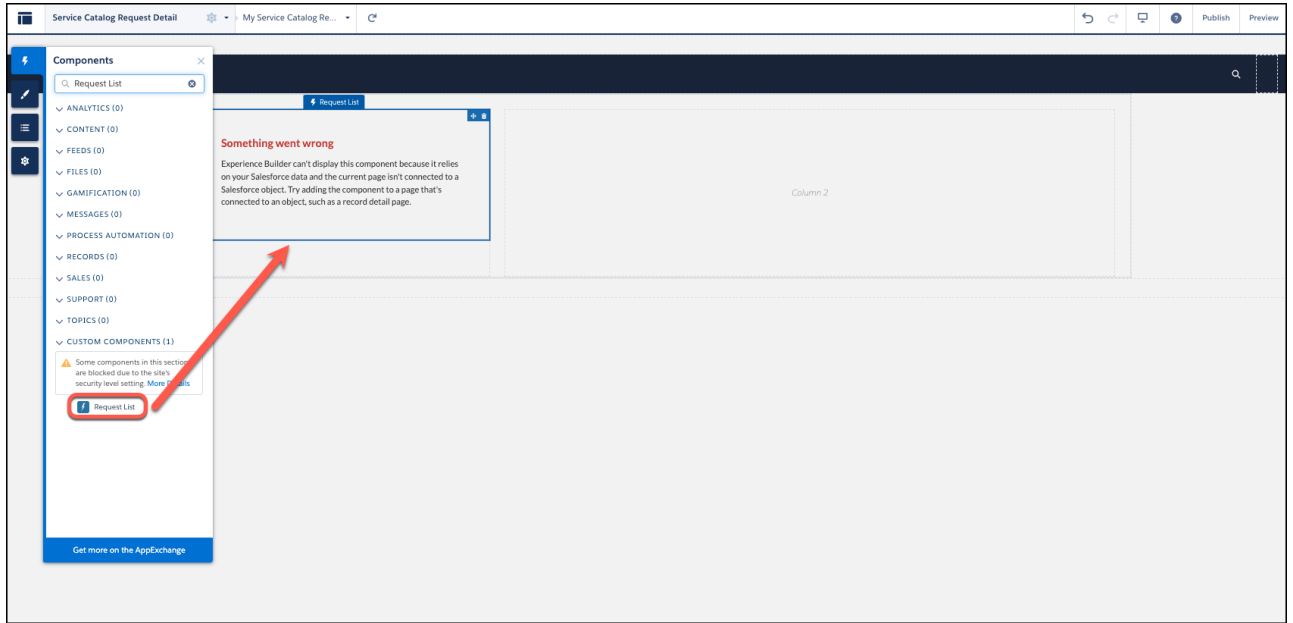 Service Catalog Request Detail
My Service Catalog Re...
Publish
Preview
Components
Request List
ANALYTICS (0)
CONTENT (0)
FEEDS (0)
FILES (0)
GAMIFICATION (0)
MESSAGES (0)
PROCESS AUTOMATION (0)
RECORDS (0)
SALES (0)
SUPPORT (0)
TOPICS (0)
CUSTOM COMPONENTS (1)
Some components in this section
are blocked due to the site's
security level setting. More Details
Request List
Get more on the AppExchange
Request List
Something went wrong
Experience Builder can't display this component because it relies
on your Salesforce data and the current page isn't connected to a
Salesforce object. Try adding the component to a page that's
connected to an object, such as a record detail page.
Column 2